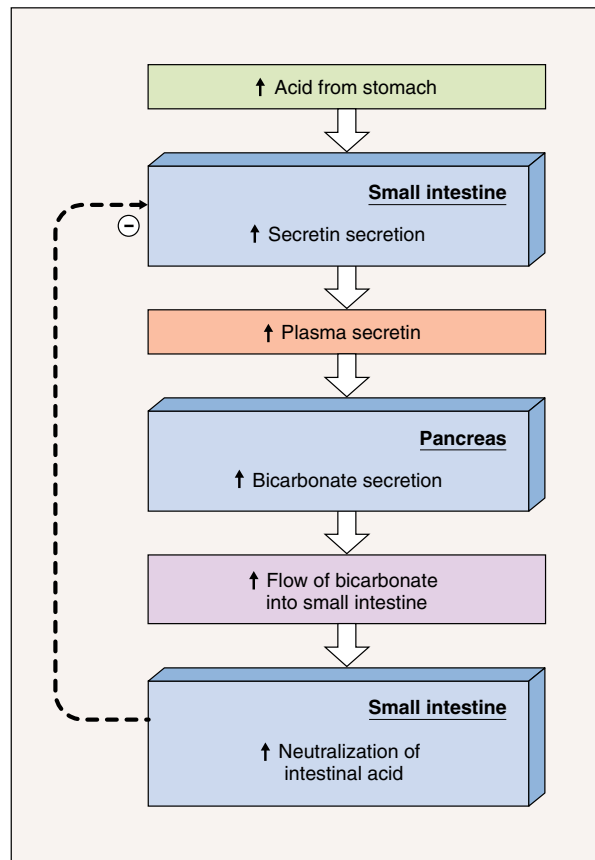 ↑ Acid from stomach
Small intestine
↑ Secretin secretion
−
↑ Plasma secretin
Pancreas
↑ Bicarbonate secretion
↑ Flow of bicarbonate
into small intestine
Small intestine
↑ Neutralization of
intestinal acid